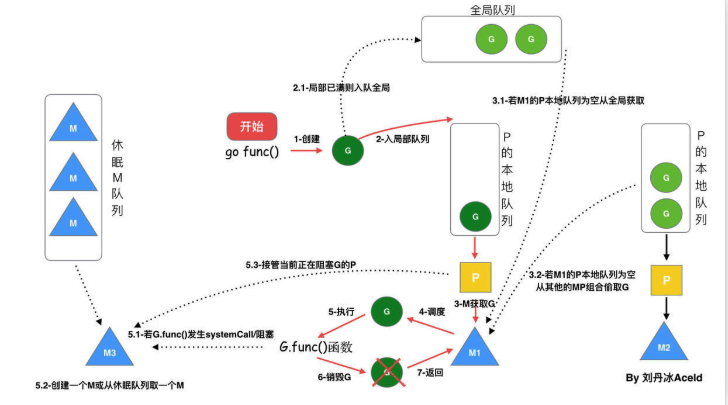 全局队列
G
G
2.1-局部已满则入队全局
3.1-若M1的P本地队列为空从全局获取
M
M
M
休眠M队列
开始
go func()
1-创建
G
2-入局部队列
G
P的本地队列
G
G
P的本地队列
5.3-接管当前正在阻塞G的P
P
3-M获取G
3.2-若M1的P本地队列为空
从其他的MP组合偷取G
P
5-执行
G
4-调度
5.1-若G.func()发生systemCall/阻塞
G.func()函数
M3
M1
M2
6-销毁G
G
7-返回
5.2-创建一个M或从休眠队列取一个M
By 刘丹冰Aceld